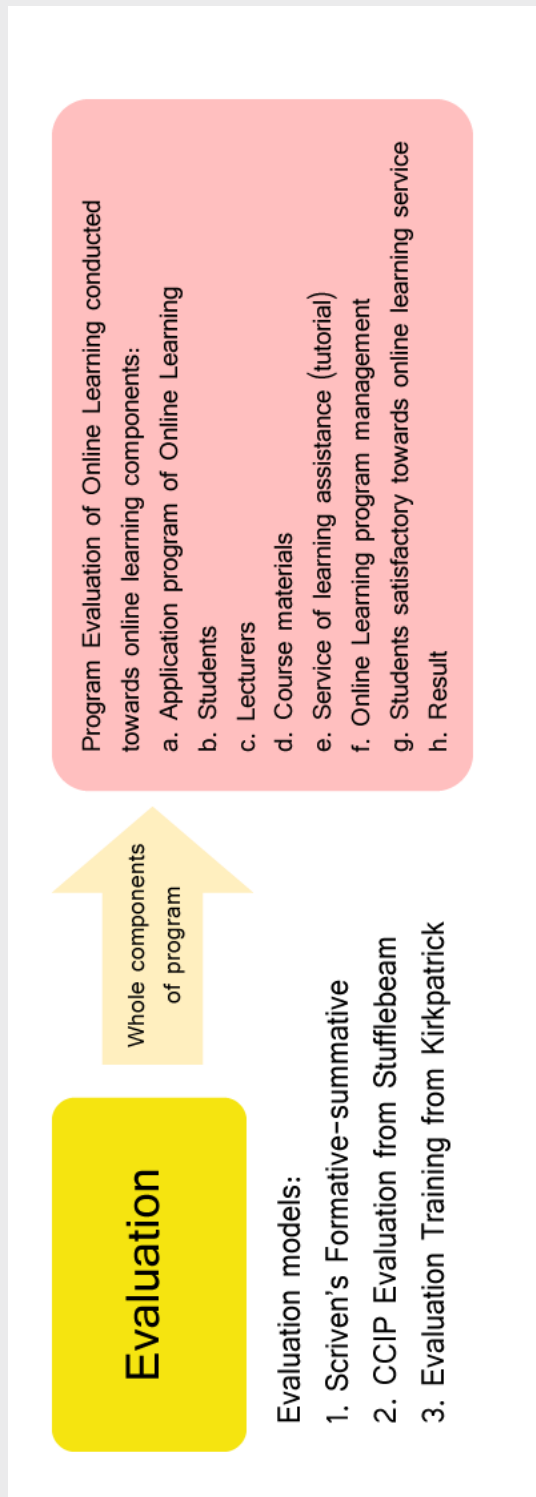 Evaluation
Evaluation models:
1. Scriven's Formative-summative
2. CCIP Evaluation from Stufflebeam
3. Evaluation Training from Kirkpatrick
Whole components
of program
Program Evaluation of Online Learning conducted
towards online learning components:
a. Application program of Online Learning
b. Students
c. Lecturers
d. Course materials
e. Service of learning assistance (tutorial)
f. Online Learning program management
g. Students satisfactory towards online learning service
h. Result